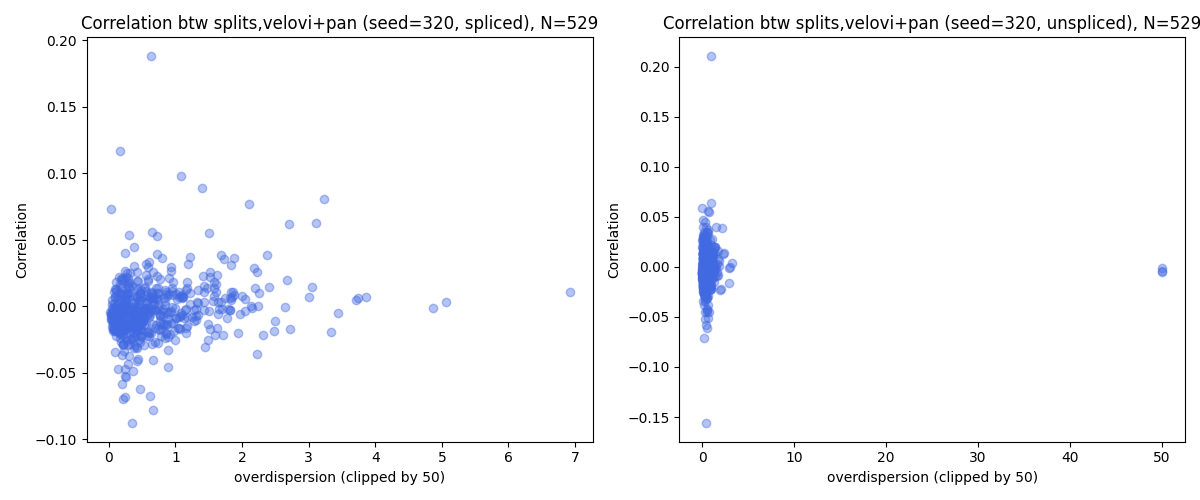 Correlation btw splits,velovi+pan (seed=320, spliced), N=529
Correlation
0.20
0.15
0.10
0.05
0.00
−0.05
−0.10
0 1 2 3 4 5 6 7
overdispersion (clipped by 50)
Correlation btw splits,velovi+pan (seed=320, unspliced), N=529
Correlation
0.20
0.15
0.10
0.05
0.00
−0.05
−0.10
−0.15
0 10 20 30 40 50
overdispersion (clipped by 50)